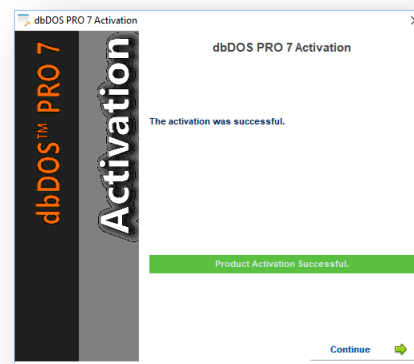 dbDOS PRO 7 Activation
dbDOS™ PRO 7
Activation
dbDOS PRO 7 Activation
The activation was successful.
Product Activation Successful.
Continue